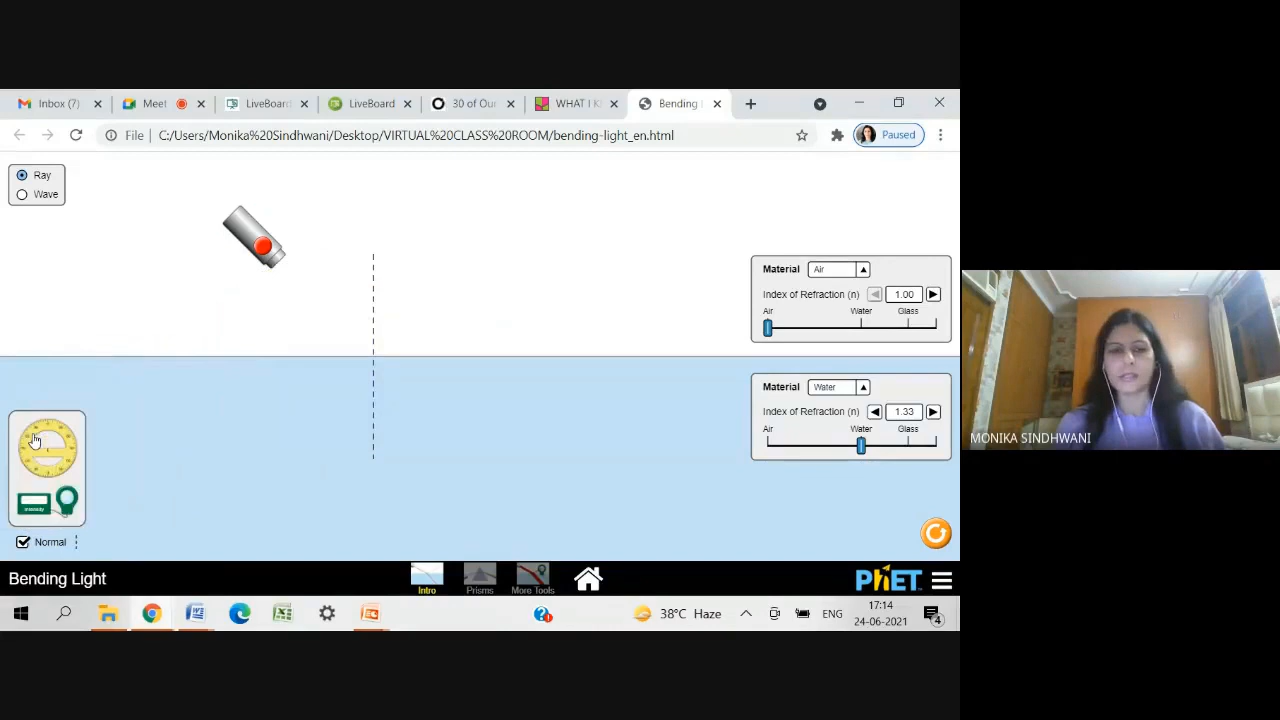 Inbox (7)
Meet
LiveBoard
LiveBoard
30 of Our
WHAT I K
Bending
File C:/Users/Monika%20Sindhwani/Desktop/VIRTUAL%20CLASS%20ROOM/bending-light_en.html
Paused
Ray
Wave
Material Air
Index of Refraction (n) 1.00
Air Water Glass
Material Water
Index of Refraction (n) 1.33
Air Water Glass
MONIKA SINDHWANI
Intensity
Normal
Bending Light
Intro
Prisms
More Tools
PhET
38°C Haze
ENG
17:14
24-06-2021
4